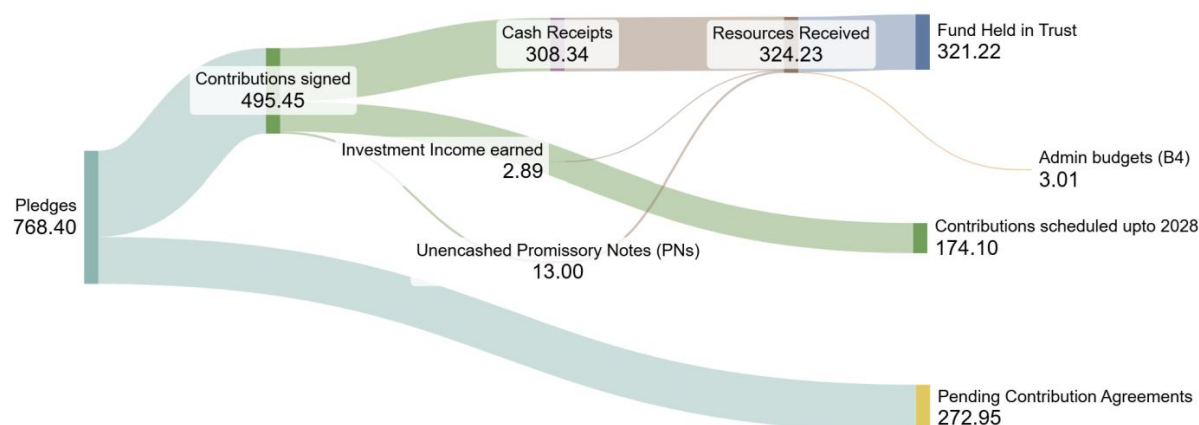 Pledges
768.40
Contributions signed
495.45
Cash Receipts
308.34
Investment Income earned
2.89
Unencashed Promissory Notes (PNs)
13.00
Resources Received
324.23
Fund Held in Trust
321.22
Admin budgets (B4)
3.01
Contributions scheduled upto 2028
174.10
Pending Contribution Agreements
272.95